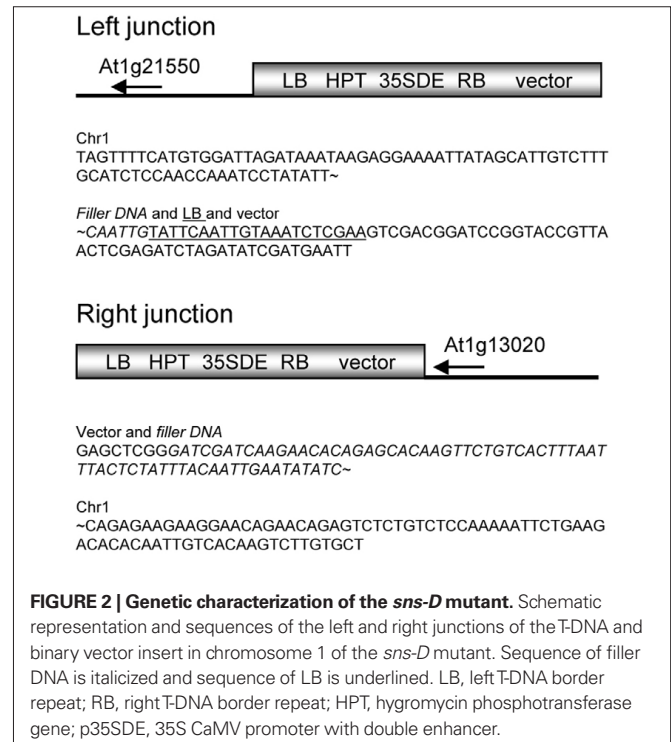 Left junction
At1g21550
LB HPT 35SDE RB vector
Chr1
TAGTTTTCATGTGGATTAGATAAATAAGAGGAAAATTATAGCATTGTCTTT
GCATCTCCAACCAAATCCTATATT~
Filler DNA and LB and vector
~CAATTGTATTCAATTGTAAATCTCGAAGTCGACGGATCCGGTACCGTTA
ACTCGAGATCTAGATATCGATGAATT
Right junction
LB HPT 35SDE RB vector
At1g13020
Vector and filler DNA
GAGCTCGGGATCGATCAAGAACACAGAGCACAAGTTCTGTCACTTTAAT
TTACTCTATTTACAATTGAATATATC~
Chr1
~CAGAGAAGAAGGAACAGAACAGAGTCTCTGTCTCCAAAAATTCTGAAG
ACACACAATTGTCACAAGTCTTGTGCT
FIGURE 2 | Genetic characterization of the sns-D mutant. Schematic
representation and sequences of the left and right junctions of the T-DNA and
binary vector insert in chromosome 1 of the sns-D mutant. Sequence of filler
DNA is italicized and sequence of LB is underlined. LB, left T-DNA border
repeat; RB, right T-DNA border repeat; HPT, hygromycin phosphotransferase
gene; p35SDE, 35S CaMV promoter with double enhancer.